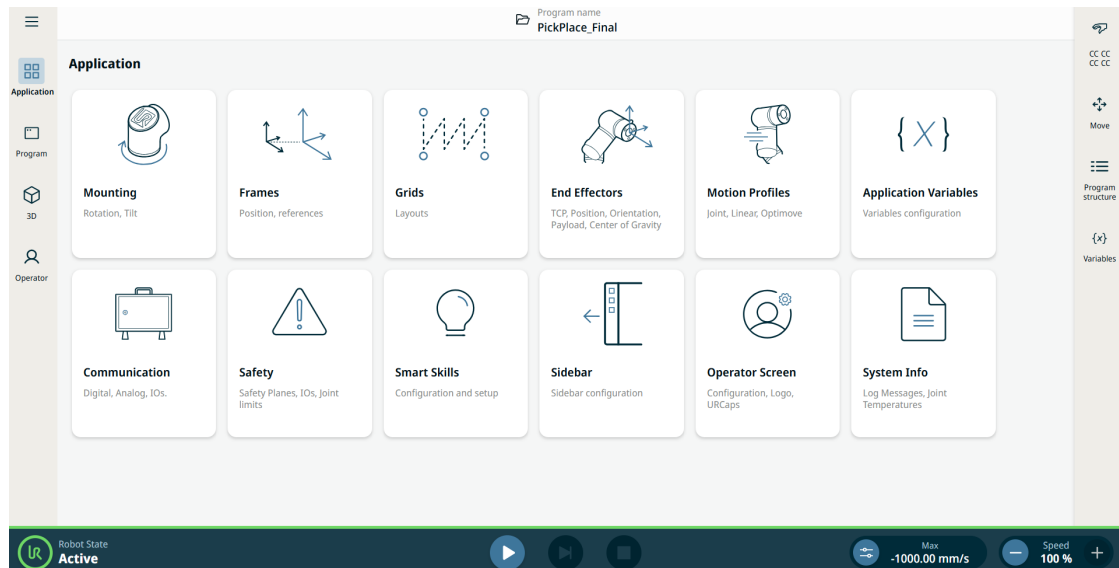 Program name
PickPlace_Final
Application
Application
Program
3D
Operator
Mounting
Rotation, Tilt
Frames
Position, references
Grids
Layouts
End Effectors
TCP, Position, Orientation,
Payload, Center of Gravity
Motion Profiles
Joint, Linear, Optimove
{X}
Application Variables
Variables configuration
Communication
Digital, Analog, IOs.
Safety
Safety Planes, IOs, Joint
limits
Smart Skills
Configuration and setup
Sidebar
Sidebar configuration
Operator Screen
Configuration, Logo,
URCaps
System Info
Log Messages, Joint
Temperatures
CC CC
CC CC
Move
Program
structure
{x}
Variables
UR
Robot State
Active
Max
-1000.00 mm/s
Speed
100 %